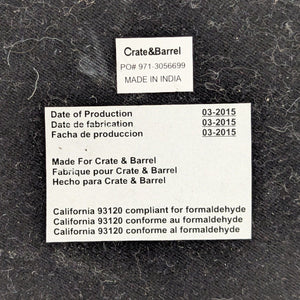 Crate&Barrel
PO# 971-3056699
MADE IN INDIA
Date of Production 03-2015
Date de fabrication 03-2015
Facha de produccion 03-2015
Made For Crate & Barrel
Fabrique pour Crate & Barrel
Hecho para Crate & Barrel
California 93120 compliant for formaldehyde
California 93120 conforme au formaldehyde
California 93120 conforme al formaldehyde